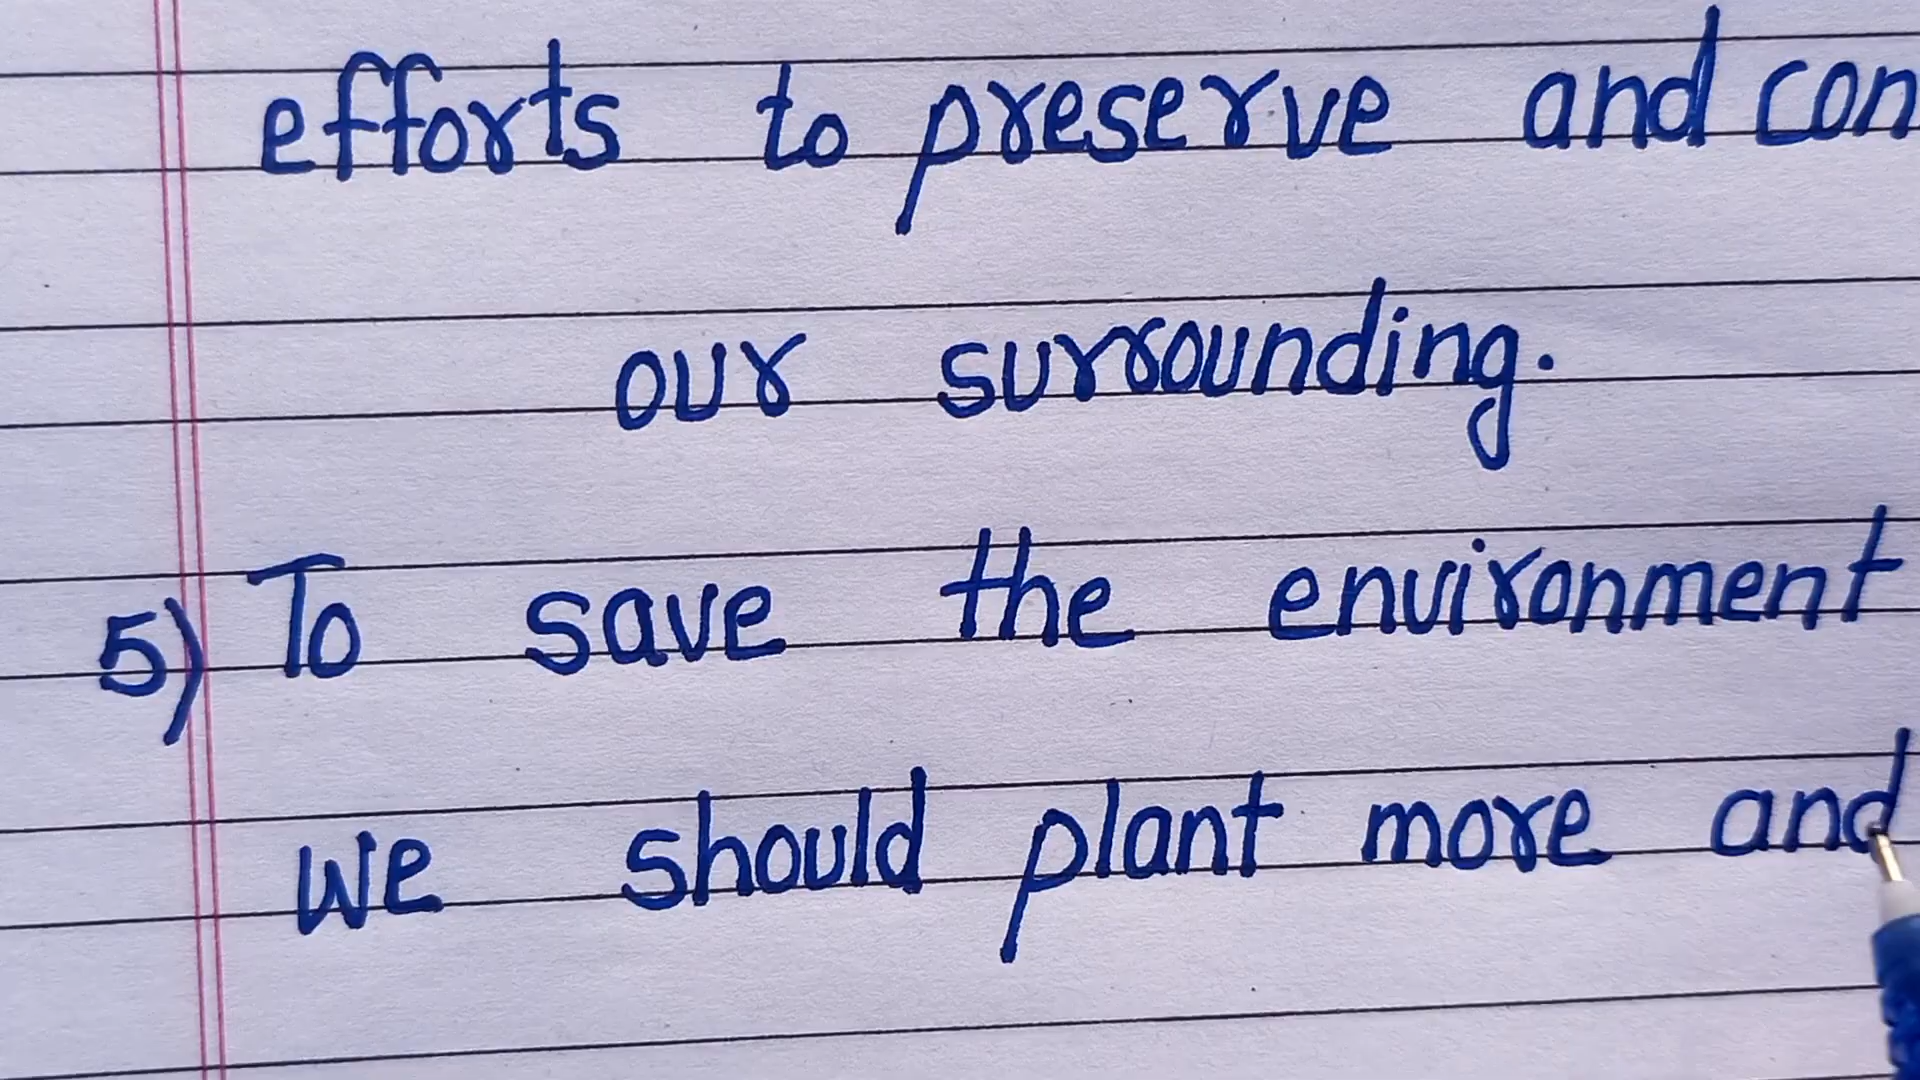 efforts to preserve and con
our surrounding.
5) To save the environment
we should plant more and